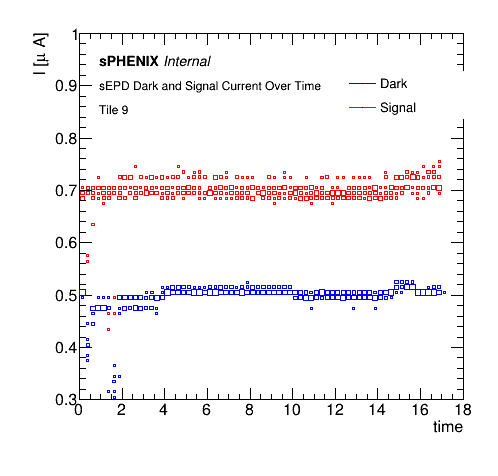 I [μ A]
1
sPHENIX Internal
sEPD Dark and Signal Current Over Time
Tile 9
Dark
Signal
0.9
0.8
0.7
0.6
0.5
0.4
0.3
0 2 4 6 8 10 12 14 16 18
time